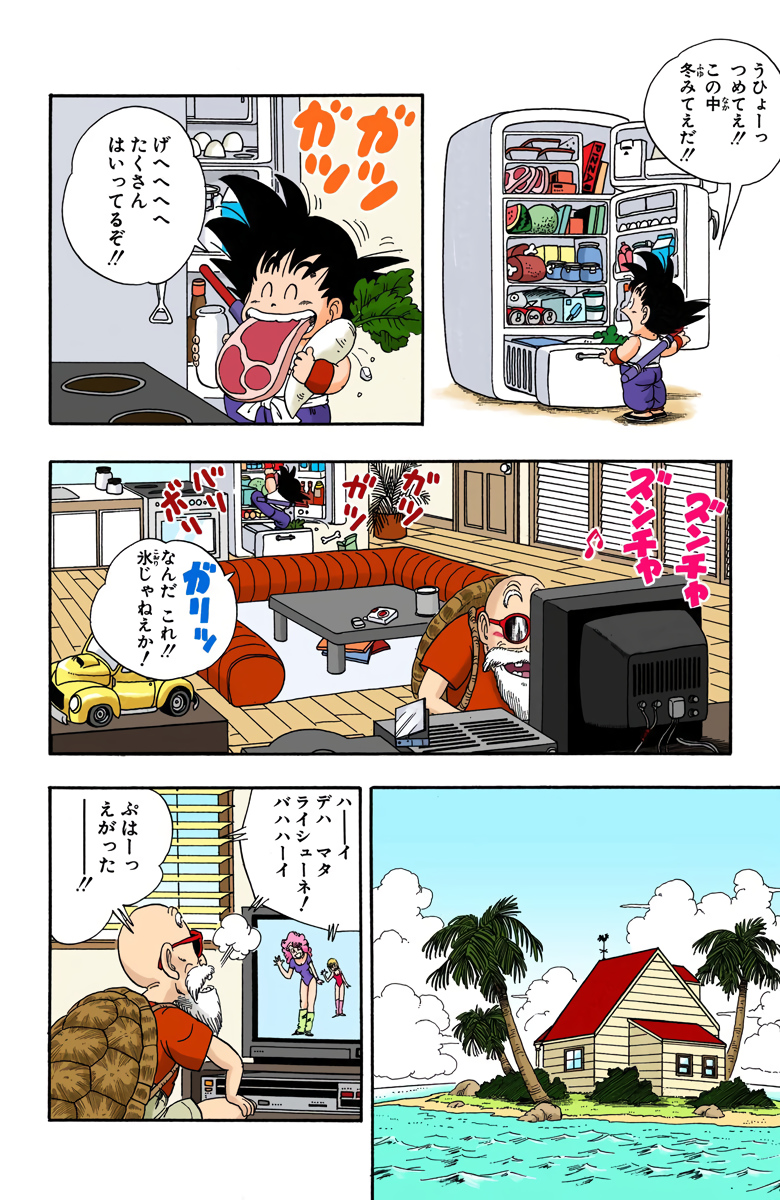 うひょーっ
つめてえ!!
この中
冬みてえだ!!
PIZZA
げへへへへ
たくさん
はいってるぞ!!
ガツ
ガツ
ズンチャ
ズンチャ
♪
ガツ
ガツ
バリ
ボリ
なんだ これ!!
氷じゃねえか!
ガリッ
ハーイ
デハ マタ
ライシューネ!
バハハーイ
ぷはーっ
えがった
――!!